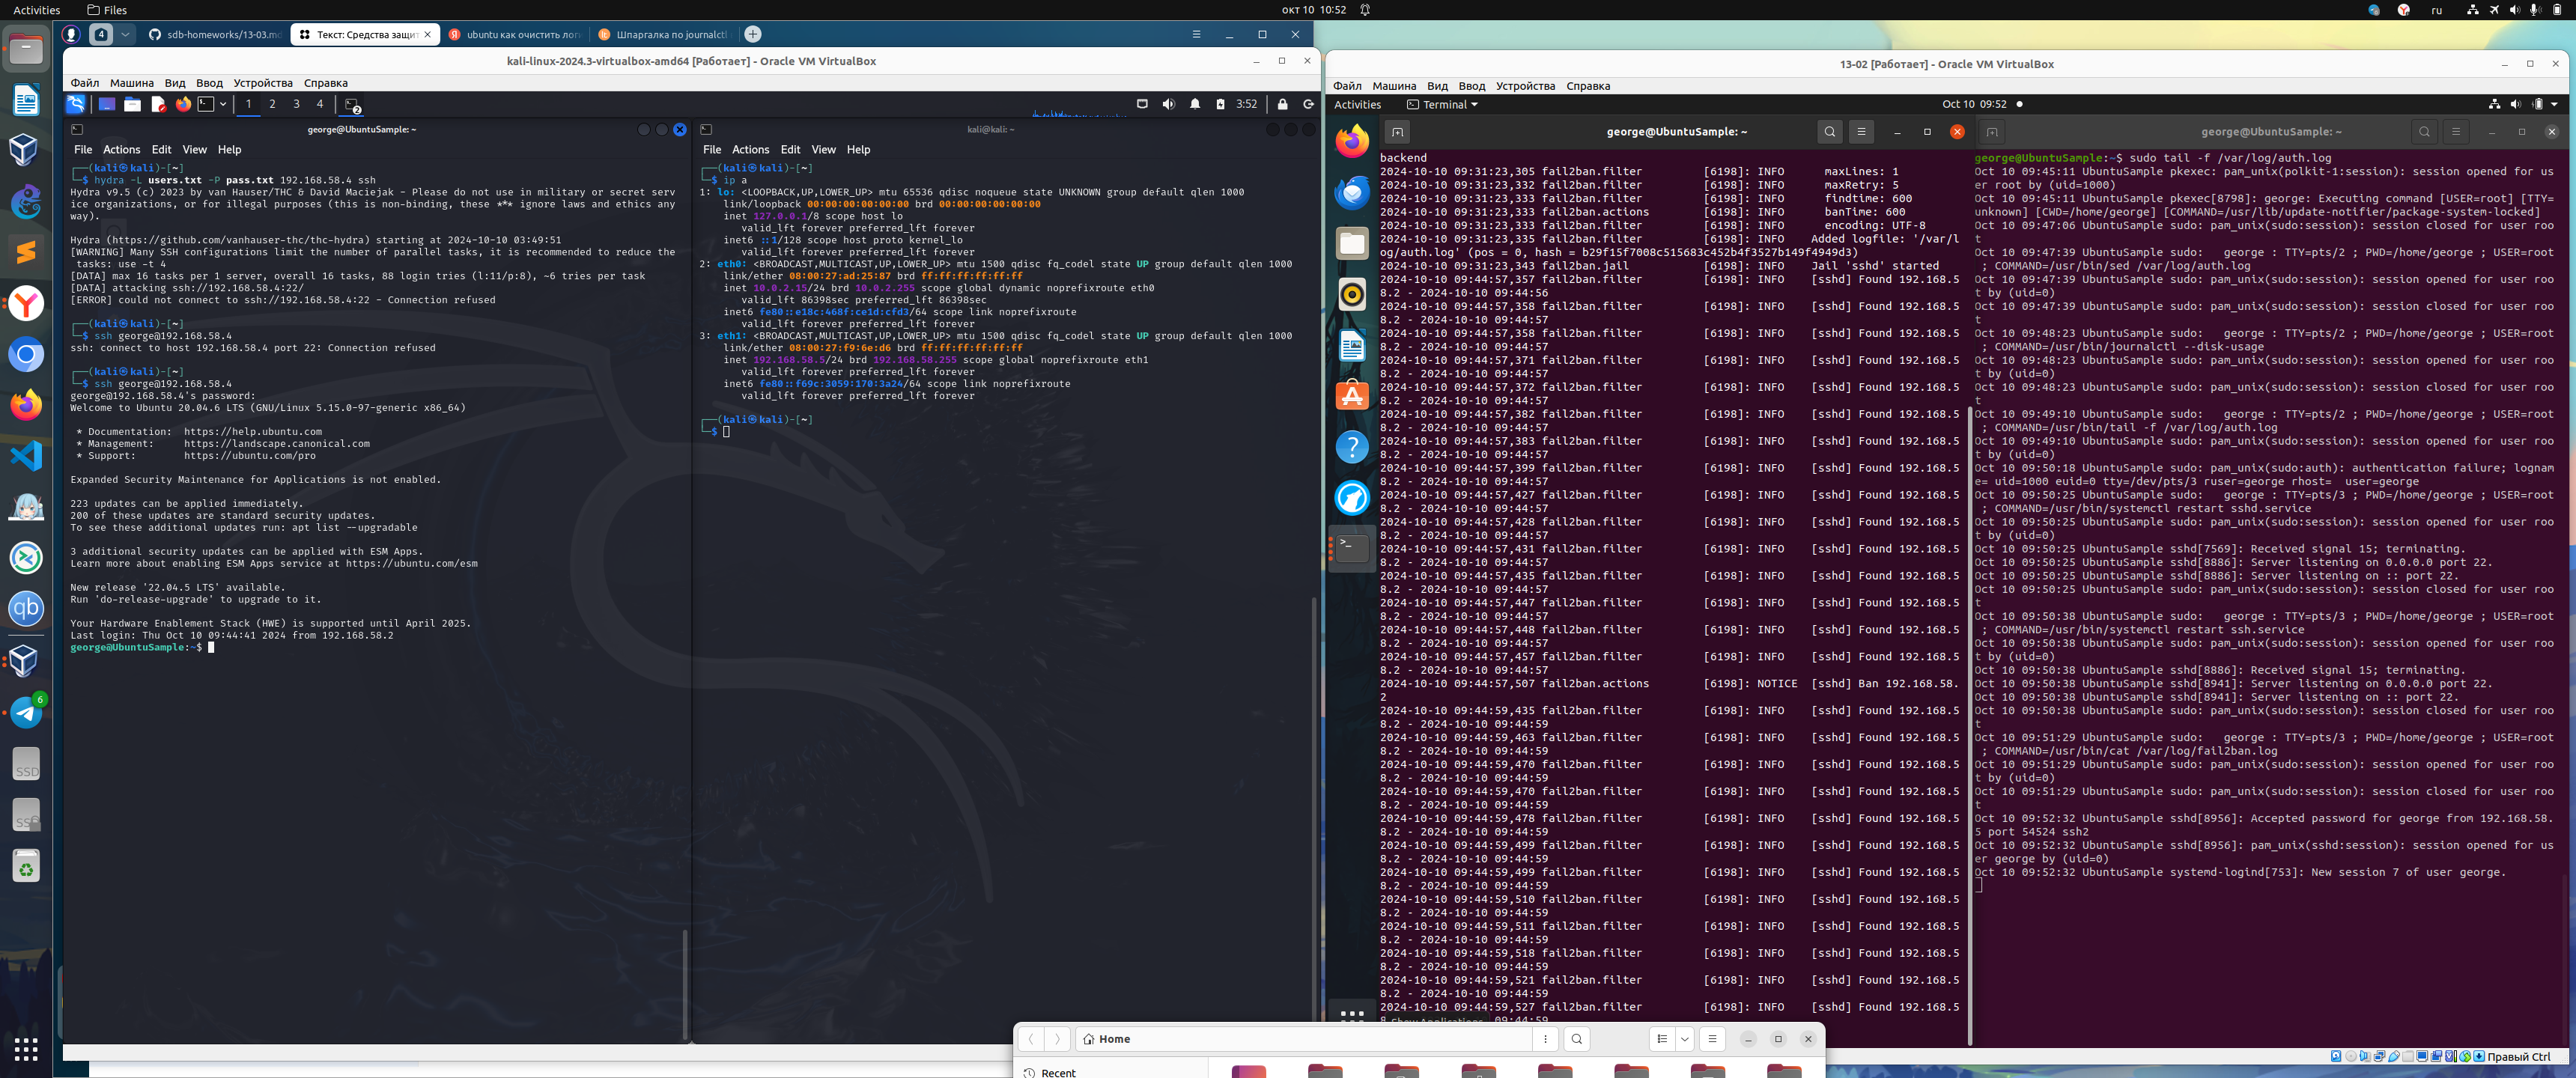 Activities Files
окт 10 10:52
ru
4
sdb-homeworks/13-03.md
Текст: Средства защит
ubuntu как очистить логи
Шпаргалка по journalctl
kali-linux-2024.3-virtualbox-amd64 [Работает] - Oracle VM VirtualBox
Файл Машина Вид Ввод Устройства Справка
1 2 3 4
3:52
george@UbuntuSample: ~
File Actions Edit View Help
┌──(kali㉿kali)-[~]
└─$ hydra -L users.txt -P pass.txt 192.168.58.4 ssh
Hydra v9.5 (c) 2023 by van Hauser/THC & David Maciejak - Please do not use in military or secret serv
ice organizations, or for illegal purposes (this is non-binding, these *** ignore laws and ethics any
way).
Hydra (https://github.com/vanhauser-thc/thc-hydra) starting at 2024-10-10 03:49:51
[WARNING] Many SSH configurations limit the number of parallel tasks, it is recommended to reduce the
tasks: use -t 4
[DATA] max 16 tasks per 1 server, overall 16 tasks, 88 login tries (l:11/p:8), ~6 tries per task
[DATA] attacking ssh://192.168.58.4:22/
[ERROR] could not connect to ssh://192.168.58.4:22 - Connection refused
┌──(kali㉿kali)-[~]
└─$ ssh george@192.168.58.4
ssh: connect to host 192.168.58.4 port 22: Connection refused
┌──(kali㉿kali)-[~]
└─$ ssh george@192.168.58.4
george@192.168.58.4's password:
Welcome to Ubuntu 20.04.6 LTS (GNU/Linux 5.15.0-97-generic x86_64)
* Documentation: https://help.ubuntu.com
* Management: https://landscape.canonical.com
* Support: https://ubuntu.com/pro
Expanded Security Maintenance for Applications is not enabled.
223 updates can be applied immediately.
200 of these updates are standard security updates.
To see these additional updates run: apt list --upgradable
3 additional security updates can be applied with ESM Apps.
Learn more about enabling ESM Apps service at https://ubuntu.com/esm
New release '22.04.5 LTS' available.
Run 'do-release-upgrade' to upgrade to it.
Your Hardware Enablement Stack (HWE) is supported until April 2025.
Last login: Thu Oct 10 09:44:41 2024 from 192.168.58.2
george@UbuntuSample:~$
kali@kali: ~
File Actions Edit View Help
┌──(kali㉿kali)-[~]
└─$ ip a
1: lo: <LOOPBACK,UP,LOWER_UP> mtu 65536 qdisc noqueue state UNKNOWN group default qlen 1000
link/loopback 00:00:00:00:00:00 brd 00:00:00:00:00:00
inet 127.0.0.1/8 scope host lo
valid_lft forever preferred_lft forever
inet6 ::1/128 scope host proto kernel_lo
valid_lft forever preferred_lft forever
2: eth0: <BROADCAST,MULTICAST,UP,LOWER_UP> mtu 1500 qdisc fq_codel state UP group default qlen 1000
link/ether 08:00:27:ad:25:87 brd ff:ff:ff:ff:ff:ff
inet 10.0.2.15/24 brd 10.0.2.255 scope global dynamic noprefixroute eth0
valid_lft 86398sec preferred_lft 86398sec
inet6 fe80::e18c:468f:ce1d:cfd3/64 scope link noprefixroute
valid_lft forever preferred_lft forever
3: eth1: <BROADCAST,MULTICAST,UP,LOWER_UP> mtu 1500 qdisc fq_codel state UP group default qlen 1000
link/ether 08:00:27:f9:6e:d6 brd ff:ff:ff:ff:ff:ff
inet 192.168.58.5/24 brd 192.168.58.255 scope global noprefixroute eth1
valid_lft forever preferred_lft forever
inet6 fe80::f69c:3059:170:3a24/64 scope link noprefixroute
valid_lft forever preferred_lft forever
┌──(kali㉿kali)-[~]
└─$
13-02 [Работает] - Oracle VM VirtualBox
Файл Машина Вид Ввод Устройства Справка
Activities Terminal
Oct 10 09:52
george@UbuntuSample: ~
backend
2024-10-10 09:31:23,305 fail2ban.filter [6198]: INFO maxLines: 1
2024-10-10 09:31:23,332 fail2ban.filter [6198]: INFO maxRetry: 5
2024-10-10 09:31:23,333 fail2ban.filter [6198]: INFO findtime: 600
2024-10-10 09:31:23,333 fail2ban.actions [6198]: INFO banTime: 600
2024-10-10 09:31:23,333 fail2ban.filter [6198]: INFO encoding: UTF-8
2024-10-10 09:31:23,335 fail2ban.filter [6198]: INFO Added logfile: '/var/l
og/auth.log' (pos = 0, hash = b29f15f7008c515683c452b4f3527b149f4949d3)
2024-10-10 09:31:23,343 fail2ban.jail [6198]: INFO Jail 'sshd' started
2024-10-10 09:44:57,357 fail2ban.filter [6198]: INFO [sshd] Found 192.168.5
8.2 - 2024-10-10 09:44:56
2024-10-10 09:44:57,358 fail2ban.filter [6198]: INFO [sshd] Found 192.168.5
8.2 - 2024-10-10 09:44:57
2024-10-10 09:44:57,358 fail2ban.filter [6198]: INFO [sshd] Found 192.168.5
8.2 - 2024-10-10 09:44:57
2024-10-10 09:44:57,371 fail2ban.filter [6198]: INFO [sshd] Found 192.168.5
8.2 - 2024-10-10 09:44:57
2024-10-10 09:44:57,372 fail2ban.filter [6198]: INFO [sshd] Found 192.168.5
8.2 - 2024-10-10 09:44:57
2024-10-10 09:44:57,382 fail2ban.filter [6198]: INFO [sshd] Found 192.168.5
8.2 - 2024-10-10 09:44:57
2024-10-10 09:44:57,383 fail2ban.filter [6198]: INFO [sshd] Found 192.168.5
8.2 - 2024-10-10 09:44:57
2024-10-10 09:44:57,399 fail2ban.filter [6198]: INFO [sshd] Found 192.168.5
8.2 - 2024-10-10 09:44:57
2024-10-10 09:44:57,427 fail2ban.filter [6198]: INFO [sshd] Found 192.168.5
8.2 - 2024-10-10 09:44:57
2024-10-10 09:44:57,428 fail2ban.filter [6198]: INFO [sshd] Found 192.168.5
8.2 - 2024-10-10 09:44:57
2024-10-10 09:44:57,431 fail2ban.filter [6198]: INFO [sshd] Found 192.168.5
8.2 - 2024-10-10 09:44:57
2024-10-10 09:44:57,435 fail2ban.filter [6198]: INFO [sshd] Found 192.168.5
8.2 - 2024-10-10 09:44:57
2024-10-10 09:44:57,447 fail2ban.filter [6198]: INFO [sshd] Found 192.168.5
8.2 - 2024-10-10 09:44:57
2024-10-10 09:44:57,448 fail2ban.filter [6198]: INFO [sshd] Found 192.168.5
8.2 - 2024-10-10 09:44:57
2024-10-10 09:44:57,457 fail2ban.filter [6198]: INFO [sshd] Found 192.168.5
8.2 - 2024-10-10 09:44:57
2024-10-10 09:44:57,507 fail2ban.actions [6198]: NOTICE [sshd] Ban 192.168.58.
2
2024-10-10 09:44:59,435 fail2ban.filter [6198]: INFO [sshd] Found 192.168.5
8.2 - 2024-10-10 09:44:59
2024-10-10 09:44:59,463 fail2ban.filter [6198]: INFO [sshd] Found 192.168.5
8.2 - 2024-10-10 09:44:59
2024-10-10 09:44:59,470 fail2ban.filter [6198]: INFO [sshd] Found 192.168.5
8.2 - 2024-10-10 09:44:59
2024-10-10 09:44:59,470 fail2ban.filter [6198]: INFO [sshd] Found 192.168.5
8.2 - 2024-10-10 09:44:59
2024-10-10 09:44:59,478 fail2ban.filter [6198]: INFO [sshd] Found 192.168.5
8.2 - 2024-10-10 09:44:59
2024-10-10 09:44:59,499 fail2ban.filter [6198]: INFO [sshd] Found 192.168.5
8.2 - 2024-10-10 09:44:59
2024-10-10 09:44:59,499 fail2ban.filter [6198]: INFO [sshd] Found 192.168.5
8.2 - 2024-10-10 09:44:59
2024-10-10 09:44:59,510 fail2ban.filter [6198]: INFO [sshd] Found 192.168.5
8.2 - 2024-10-10 09:44:59
2024-10-10 09:44:59,511 fail2ban.filter [6198]: INFO [sshd] Found 192.168.5
8.2 - 2024-10-10 09:44:59
2024-10-10 09:44:59,518 fail2ban.filter [6198]: INFO [sshd] Found 192.168.5
8.2 - 2024-10-10 09:44:59
2024-10-10 09:44:59,521 fail2ban.filter [6198]: INFO [sshd] Found 192.168.5
8.2 - 2024-10-10 09:44:59
2024-10-10 09:44:59,527 fail2ban.filter [6198]: INFO [sshd] Found 192.168.5
george@UbuntuSample: ~
george@UbuntuSample:~$ sudo tail -f /var/log/auth.log
Oct 10 09:45:11 UbuntuSample pkexec: pam_unix(polkit-1:session): session opened for us
er root by (uid=1000)
Oct 10 09:45:11 UbuntuSample pkexec[8798]: george: Executing command [USER=root] [TTY=
unknown] [CWD=/home/george] [COMMAND=/usr/lib/update-notifier/package-system-locked]
Oct 10 09:47:06 UbuntuSample sudo: pam_unix(sudo:session): session closed for user roo
t
Oct 10 09:47:39 UbuntuSample sudo: george : TTY=pts/2 ; PWD=/home/george ; USER=root
; COMMAND=/usr/bin/sed /var/log/auth.log
Oct 10 09:47:39 UbuntuSample sudo: pam_unix(sudo:session): session opened for user roo
t by (uid=0)
Oct 10 09:47:39 UbuntuSample sudo: pam_unix(sudo:session): session closed for user roo
t
Oct 10 09:48:23 UbuntuSample sudo: george : TTY=pts/2 ; PWD=/home/george ; USER=root
; COMMAND=/usr/bin/journalctl --disk-usage
Oct 10 09:48:23 UbuntuSample sudo: pam_unix(sudo:session): session opened for user roo
t by (uid=0)
Oct 10 09:48:23 UbuntuSample sudo: pam_unix(sudo:session): session closed for user roo
t
Oct 10 09:49:10 UbuntuSample sudo: george : TTY=pts/2 ; PWD=/home/george ; USER=root
; COMMAND=/usr/bin/tail -f /var/log/auth.log
Oct 10 09:49:10 UbuntuSample sudo: pam_unix(sudo:session): session opened for user roo
t by (uid=0)
Oct 10 09:50:18 UbuntuSample sudo: pam_unix(sudo:auth): authentication failure; lognam
e= uid=1000 euid=0 tty=/dev/pts/3 ruser=george rhost= user=george
Oct 10 09:50:25 UbuntuSample sudo: george : TTY=pts/3 ; PWD=/home/george ; USER=root
; COMMAND=/usr/bin/systemctl restart sshd.service
Oct 10 09:50:25 UbuntuSample sudo: pam_unix(sudo:session): session opened for user roo
t by (uid=0)
Oct 10 09:50:25 UbuntuSample sshd[7569]: Received signal 15; terminating.
Oct 10 09:50:25 UbuntuSample sshd[8886]: Server listening on 0.0.0.0 port 22.
Oct 10 09:50:25 UbuntuSample sshd[8886]: Server listening on :: port 22.
Oct 10 09:50:25 UbuntuSample sudo: pam_unix(sudo:session): session closed for user roo
t
Oct 10 09:50:38 UbuntuSample sudo: george : TTY=pts/3 ; PWD=/home/george ; USER=root
; COMMAND=/usr/bin/systemctl restart ssh.service
Oct 10 09:50:38 UbuntuSample sudo: pam_unix(sudo:session): session opened for user roo
t by (uid=0)
Oct 10 09:50:38 UbuntuSample sshd[8886]: Received signal 15; terminating.
Oct 10 09:50:38 UbuntuSample sshd[8941]: Server listening on 0.0.0.0 port 22.
Oct 10 09:50:38 UbuntuSample sshd[8941]: Server listening on :: port 22.
Oct 10 09:50:38 UbuntuSample sudo: pam_unix(sudo:session): session closed for user roo
t
Oct 10 09:51:29 UbuntuSample sudo: george : TTY=pts/3 ; PWD=/home/george ; USER=root
; COMMAND=/usr/bin/cat /var/log/fail2ban.log
Oct 10 09:51:29 UbuntuSample sudo: pam_unix(sudo:session): session opened for user roo
t by (uid=0)
Oct 10 09:51:29 UbuntuSample sudo: pam_unix(sudo:session): session closed for user roo
t
Oct 10 09:52:32 UbuntuSample sshd[8956]: Accepted password for george from 192.168.58.
5 port 54524 ssh2
Oct 10 09:52:32 UbuntuSample sshd[8956]: pam_unix(sshd:session): session opened for us
er george by (uid=0)
Oct 10 09:52:32 UbuntuSample systemd-logind[753]: New session 7 of user george.
Правый Ctrl
Home
Recent
6
SSD